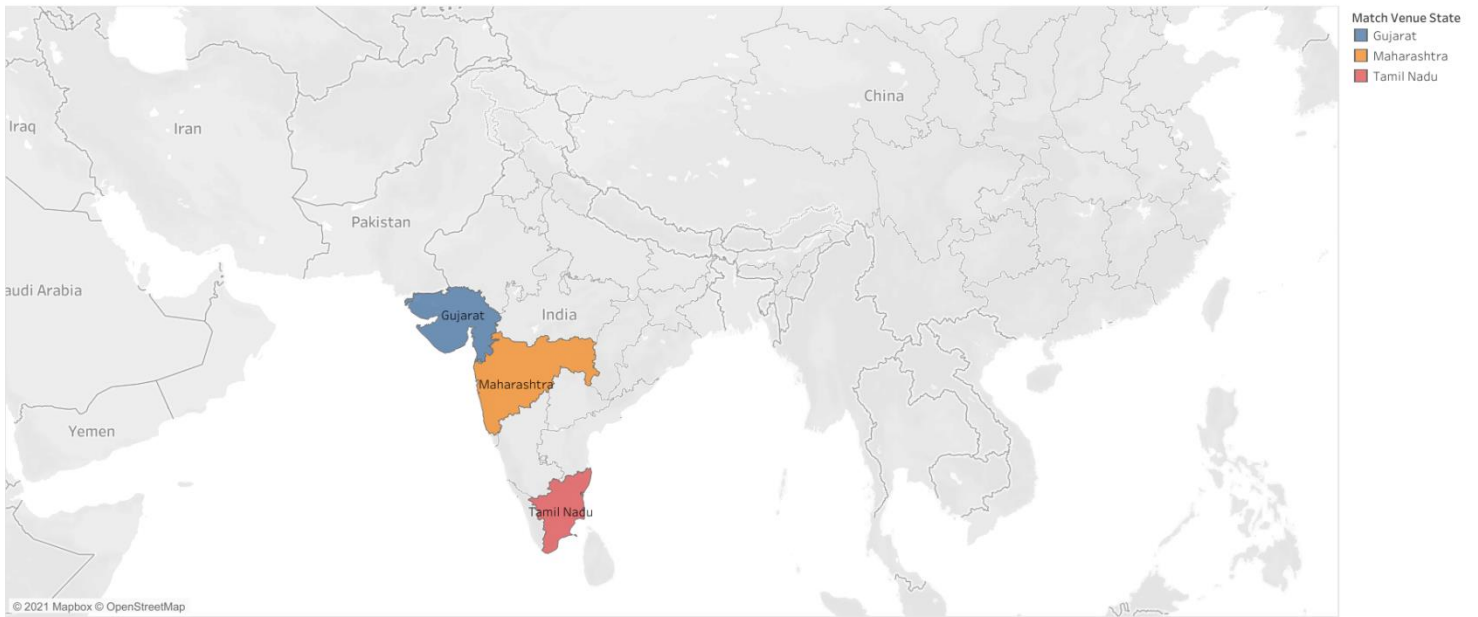 Match Venue State
Gujarat
Maharashtra
Tamil Nadu
China
Iraq
Iran
Pakistan
audi Arabia
Gujarat
India
Maharashtra
Yemen
Tamil Nadu
© 2021 Mapbox © OpenStreetMap